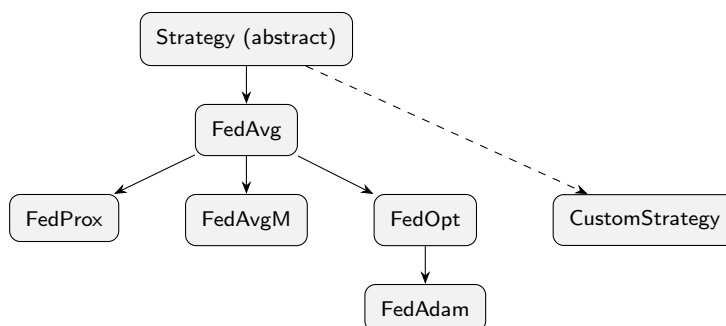 Strategy (abstract)
FedAvg
FedProx
FedAvgM
FedOpt
CustomStrategy
FedAdam